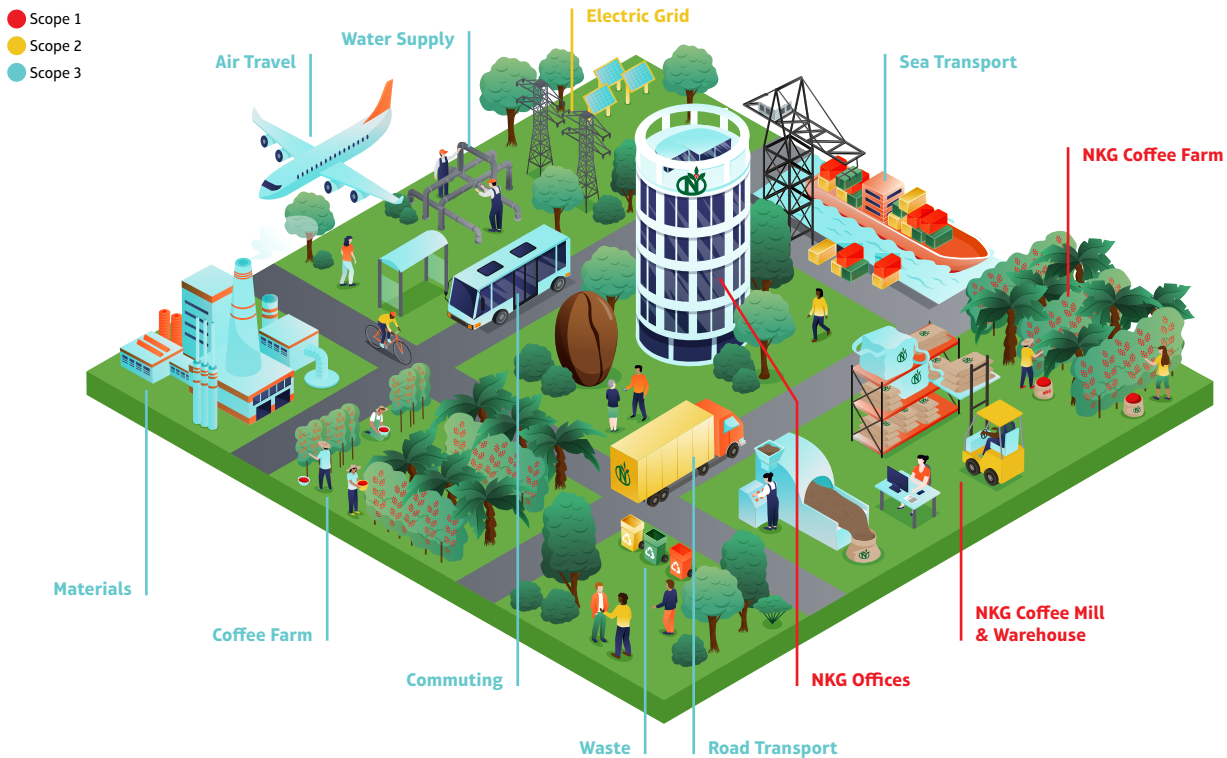 Scope 1
Scope 2
Scope 3
Electric Grid
Water Supply
Air Travel
Sea Transport
NKG Coffee Farm
Materials
Coffee Farm
NKG Coffee Mill
& Warehouse
Commuting
NKG Offices
Waste
Road Transport